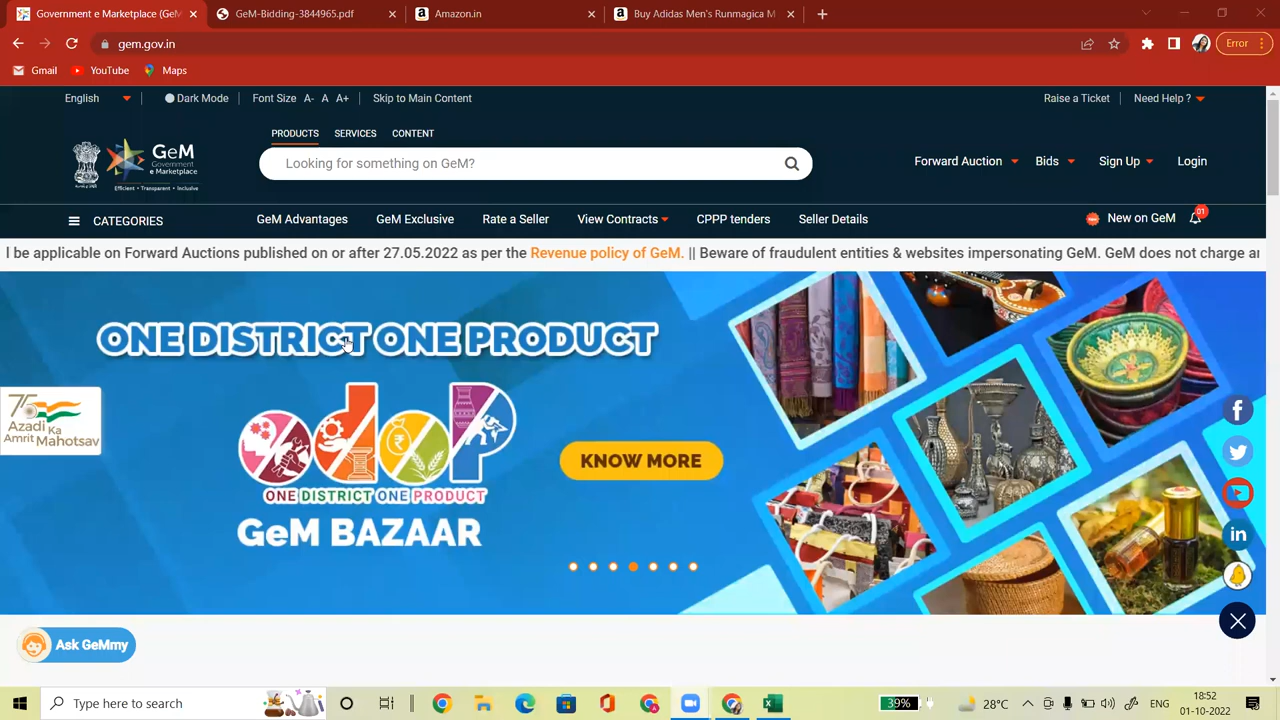 Government e Marketplace (GeM
GeM-Bidding-3844965.pdf
Amazon.in
Buy Adidas Men's Runmagica M
gem.gov.in
Error
Gmail
YouTube
Maps
English
Dark Mode
Font Size A- A A+
Skip to Main Content
Raise a Ticket
Need Help ?
PRODUCTS SERVICES CONTENT
GeM
Government
e Marketplace
Efficient • Transparent • Inclusive
Looking for something on GeM?
Forward Auction
Bids
Sign Up
Login
CATEGORIES
GeM Advantages
GeM Exclusive
Rate a Seller
View Contracts
CPPP tenders
Seller Details
New on GeM
01
l be applicable on Forward Auctions published on or after 27.05.2022 as per the Revenue policy of GeM. || Beware of fraudulent entities & websites impersonating GeM. GeM does not charge ar
ONE DISTRICT ONE PRODUCT
75
Azadi Ka
Amrit Mahotsav
odop
ONE DISTRICT ONE PRODUCT
GeM BAZAAR
KNOW MORE
Ask GeMmy
Type here to search
39%
28°C
ENG
18:52
01-10-2022